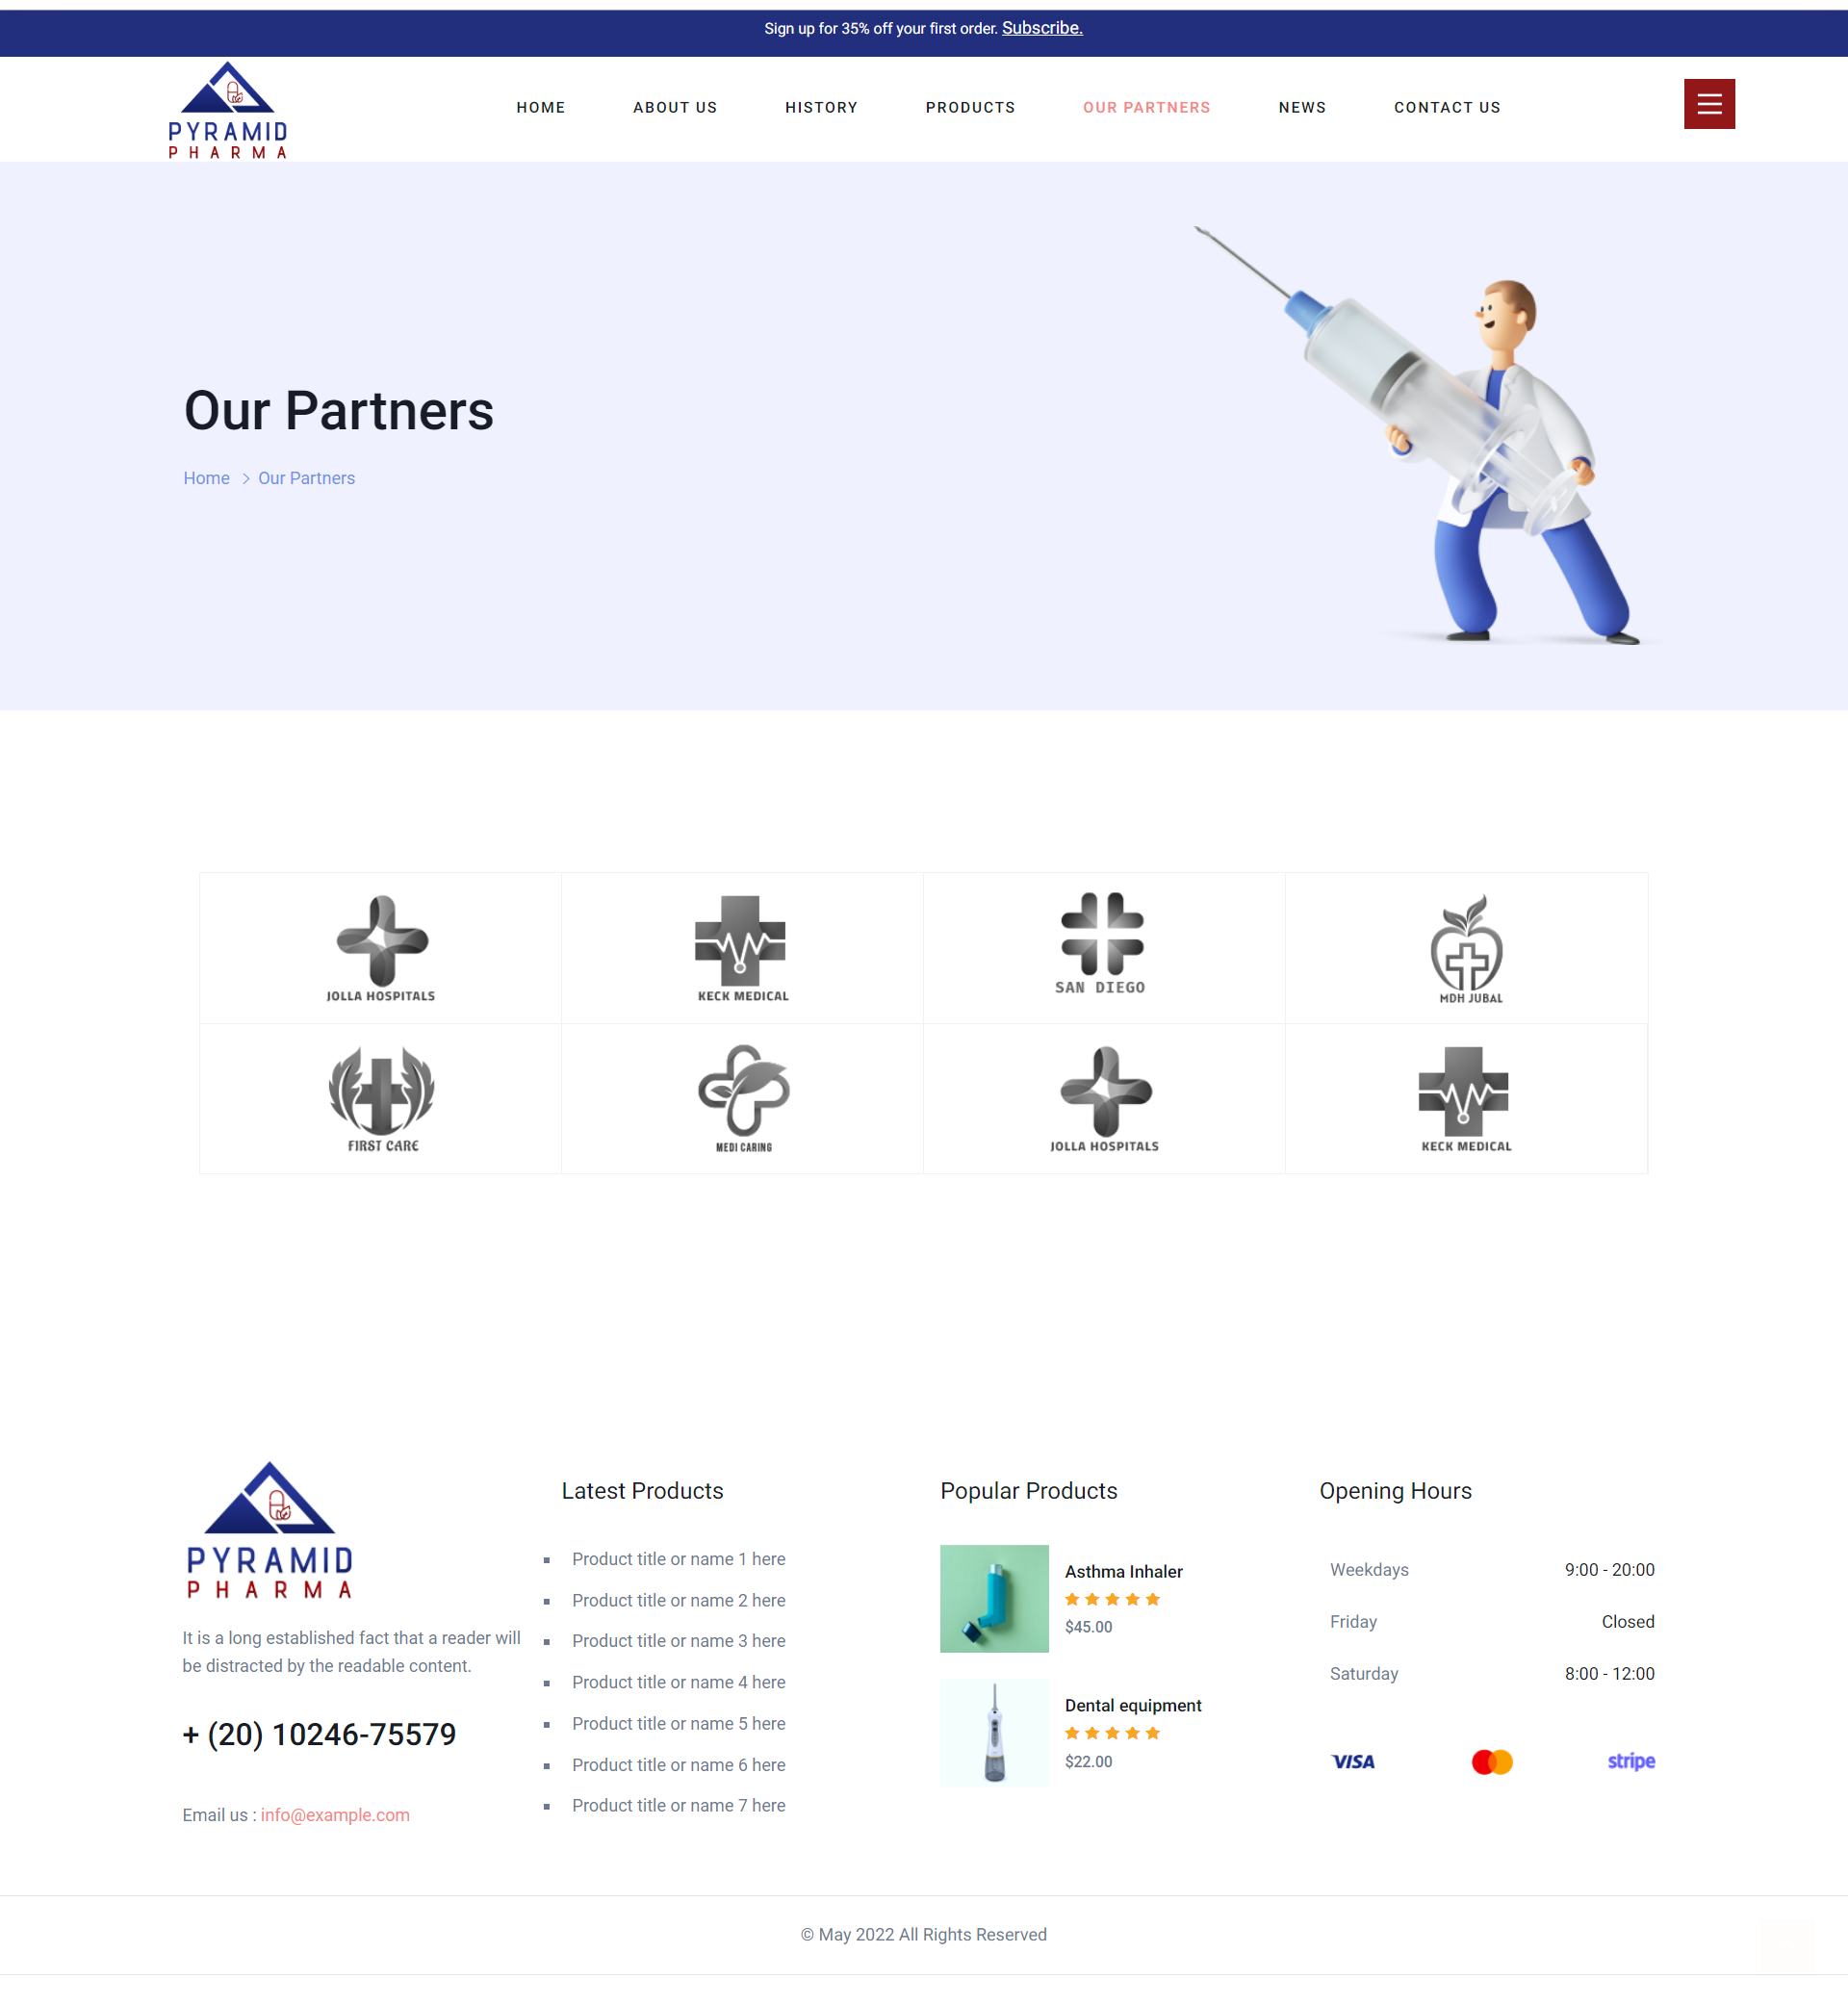 Sign up for 35% off your first order. Subscribe.
PYRAMID
PHARMA
HOME
ABOUT US
HISTORY
PRODUCTS
OUR PARTNERS
NEWS
CONTACT US
Our Partners
Home > Our Partners
JOLLA HOSPITALS
KECK MEDICAL
SAN DIEGO
MDH JUBAL
FIRST CARE
MEDI CARING
JOLLA HOSPITALS
KECK MEDICAL
PYRAMID
PHARMA
It is a long established fact that a reader will
be distracted by the readable content.
+ (20) 10246-75579
Email us : info@example.com
Latest Products
Product title or name 1 here
Product title or name 2 here
Product title or name 3 here
Product title or name 4 here
Product title or name 5 here
Product title or name 6 here
Product title or name 7 here
Popular Products
Asthma Inhaler
$45.00
Dental equipment
$22.00
Opening Hours
Weekdays 9:00 - 20:00
Friday Closed
Saturday 8:00 - 12:00
VISA
stripe
© May 2022 All Rights Reserved